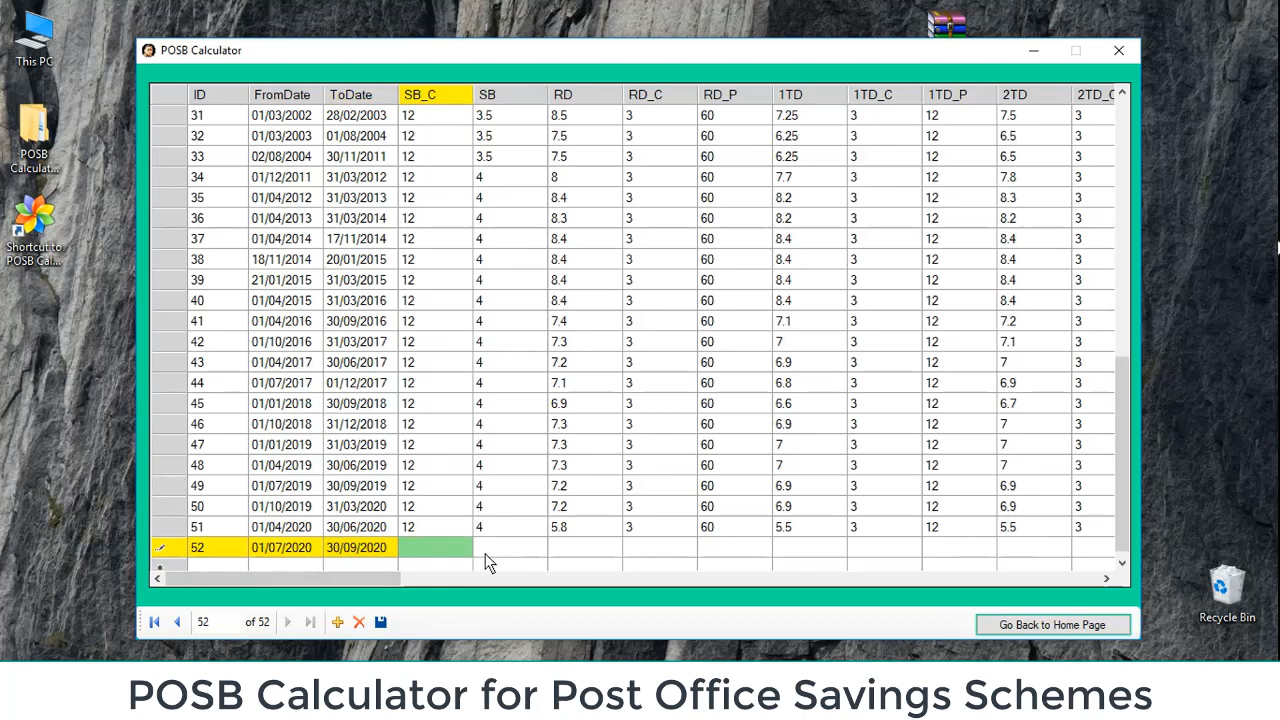 This PC
POSB
Calculat...
Shortcut to
POSB Cal...
POSB Calculator
ID FromDate ToDate SB_C SB RD RD_C RD_P 1TD 1TD_C 1TD_P 2TD 2TD_C
31 01/03/2002 28/02/2003 12 3.5 8.5 3 60 7.25 3 12 7.5 3
32 01/03/2003 01/08/2004 12 3.5 7.5 3 60 6.25 3 12 6.5 3
33 02/08/2004 30/11/2011 12 3.5 7.5 3 60 6.25 3 12 6.5 3
34 01/12/2011 31/03/2012 12 4 8 3 60 7.7 3 12 7.8 3
35 01/04/2012 31/03/2013 12 4 8.4 3 60 8.2 3 12 8.3 3
36 01/04/2013 31/03/2014 12 4 8.3 3 60 8.2 3 12 8.2 3
37 01/04/2014 17/11/2014 12 4 8.4 3 60 8.4 3 12 8.4 3
38 18/11/2014 20/01/2015 12 4 8.4 3 60 8.4 3 12 8.4 3
39 21/01/2015 31/03/2015 12 4 8.4 3 60 8.4 3 12 8.4 3
40 01/04/2015 31/03/2016 12 4 8.4 3 60 8.4 3 12 8.4 3
41 01/04/2016 30/09/2016 12 4 7.4 3 60 7.1 3 12 7.2 3
42 01/10/2016 31/03/2017 12 4 7.3 3 60 7 3 12 7.1 3
43 01/04/2017 30/06/2017 12 4 7.2 3 60 6.9 3 12 7 3
44 01/07/2017 01/12/2017 12 4 7.1 3 60 6.8 3 12 6.9 3
45 01/01/2018 30/09/2018 12 4 6.9 3 60 6.6 3 12 6.7 3
46 01/10/2018 31/12/2018 12 4 7.3 3 60 6.9 3 12 7 3
47 01/01/2019 31/03/2019 12 4 7.3 3 60 7 3 12 7 3
48 01/04/2019 30/06/2019 12 4 7.3 3 60 7 3 12 7 3
49 01/07/2019 30/09/2019 12 4 7.2 3 60 6.9 3 12 6.9 3
50 01/10/2019 31/03/2020 12 4 7.2 3 60 6.9 3 12 6.9 3
51 01/04/2020 30/06/2020 12 4 5.8 3 60 5.5 3 12 5.5 3
52 01/07/2020 30/09/2020
52 of 52
Go Back to Home Page
Recycle Bin
POSB Calculator for Post Office Savings Schemes